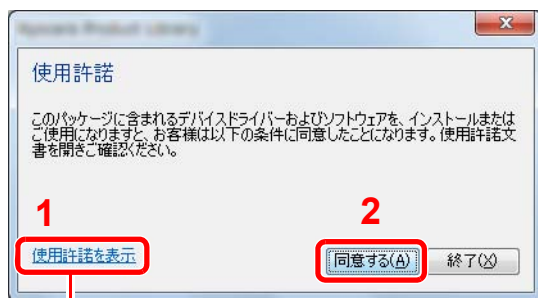 使用許諾
このパッケージに含まれるデバイスドライバーおよびソフトウェアを、インストールまたは
ご使用になりますと、お客様は以下の条件に同意したことになります。使用許諾文
書を開きご確認ください。
1
2
使用許諾を表示
同意する(A)
終了(X)